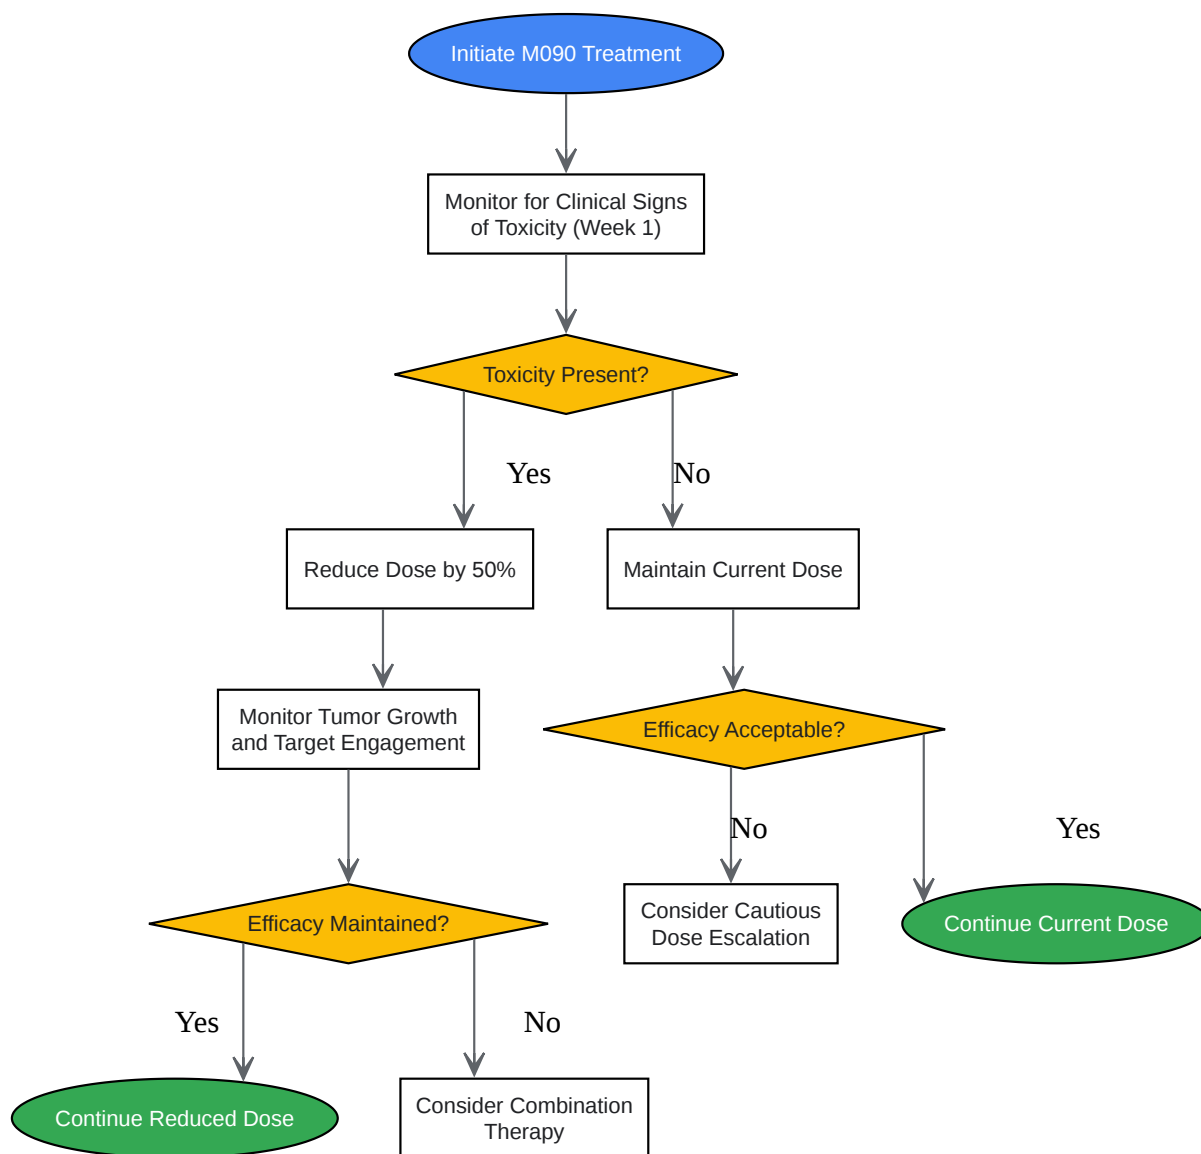 Initiate M090 Treatment
Monitor for Clinical Signs
of Toxicity (Week 1)
Toxicity Present?
Yes
No
Reduce Dose by 50%
Maintain Current Dose
Monitor Tumor Growth
and Target Engagement
Efficacy Acceptable?
No
Yes
Efficacy Maintained?
Consider Cautious
Dose Escalation
Continue Current Dose
Yes
No
Continue Reduced Dose
Consider Combination
Therapy